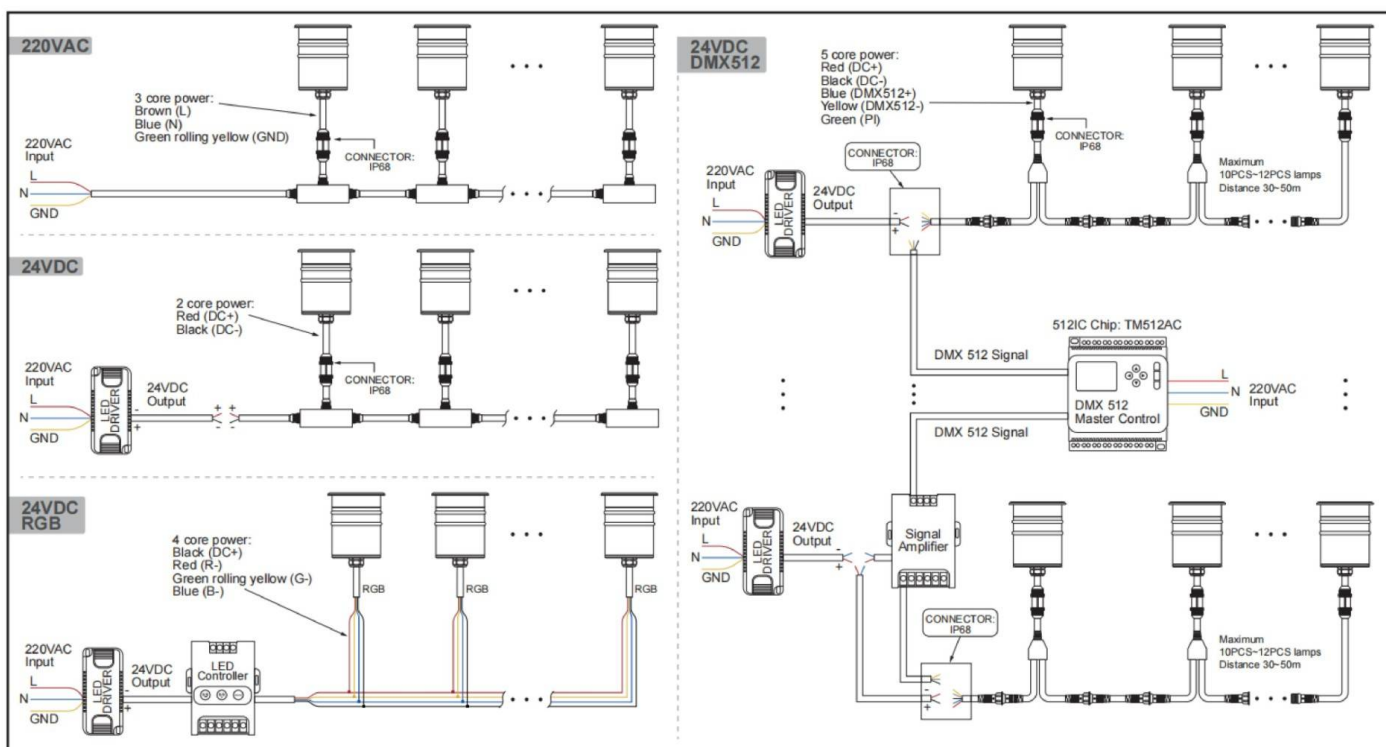 220VAC
3 core power:
Brown (L)
Blue (N)
Green rolling yellow (GND)
220VAC
Input
L
N
GND
CONNECTOR:
IP68
24VDC
2 core power:
Red (DC+)
Black (DC-)
220VAC
Input
L
N
GND
LED
DRIVER
24VDC
Output
-
+
+ +
- -
CONNECTOR:
IP68
24VDC
RGB
4 core power:
Black (DC+)
Red (R-)
Green rolling yellow (G-)
Blue (B-)
RGB
RGB
RGB
220VAC
Input
L
N
GND
LED
DRIVER
24VDC
Output
-
+
LED
Controller
24VDC
DMX512
5 core power:
Red (DC+)
Black (DC-)
Blue (DMX512+)
Yellow (DMX512-)
Green (PI)
CONNECTOR:
IP68
CONNECTOR:
IP68
Maximum
10PCS~12PCS lamps
Distance 30~50m
220VAC
Input
L
N
GND
LED
DRIVER
24VDC
Output
-
+
512IC Chip: TM512AC
DMX 512 Signal
DMX 512
Master Control
L
N
GND
220VAC
Input
DMX 512 Signal
220VAC
Input
L
N
GND
LED
DRIVER
24VDC
Output
-
+
Signal
Amplifier
CONNECTOR:
IP68
-
+
Maximum
10PCS~12PCS lamps
Distance 30~50m